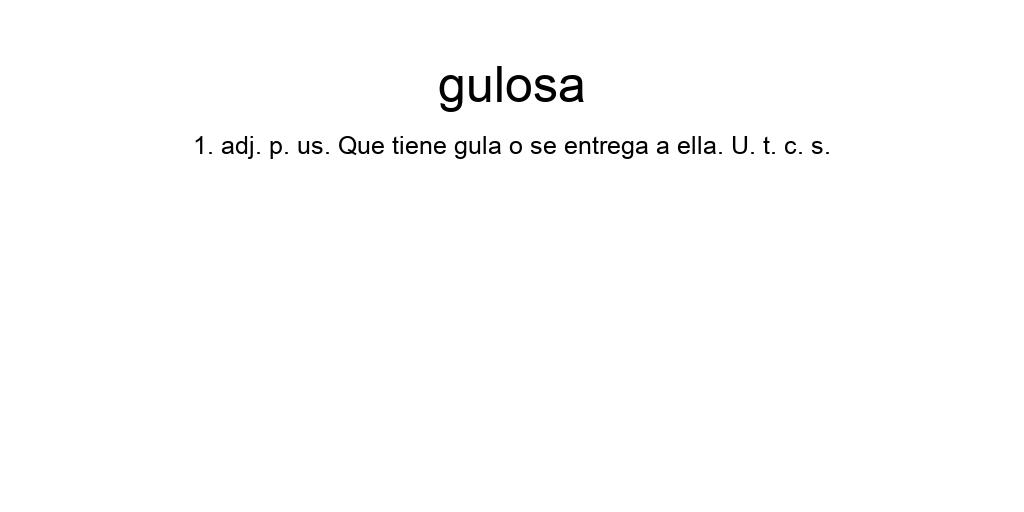 gulosa
1. adj. p. us. Que tiene gula o se entrega a ella. U. t. c. s.